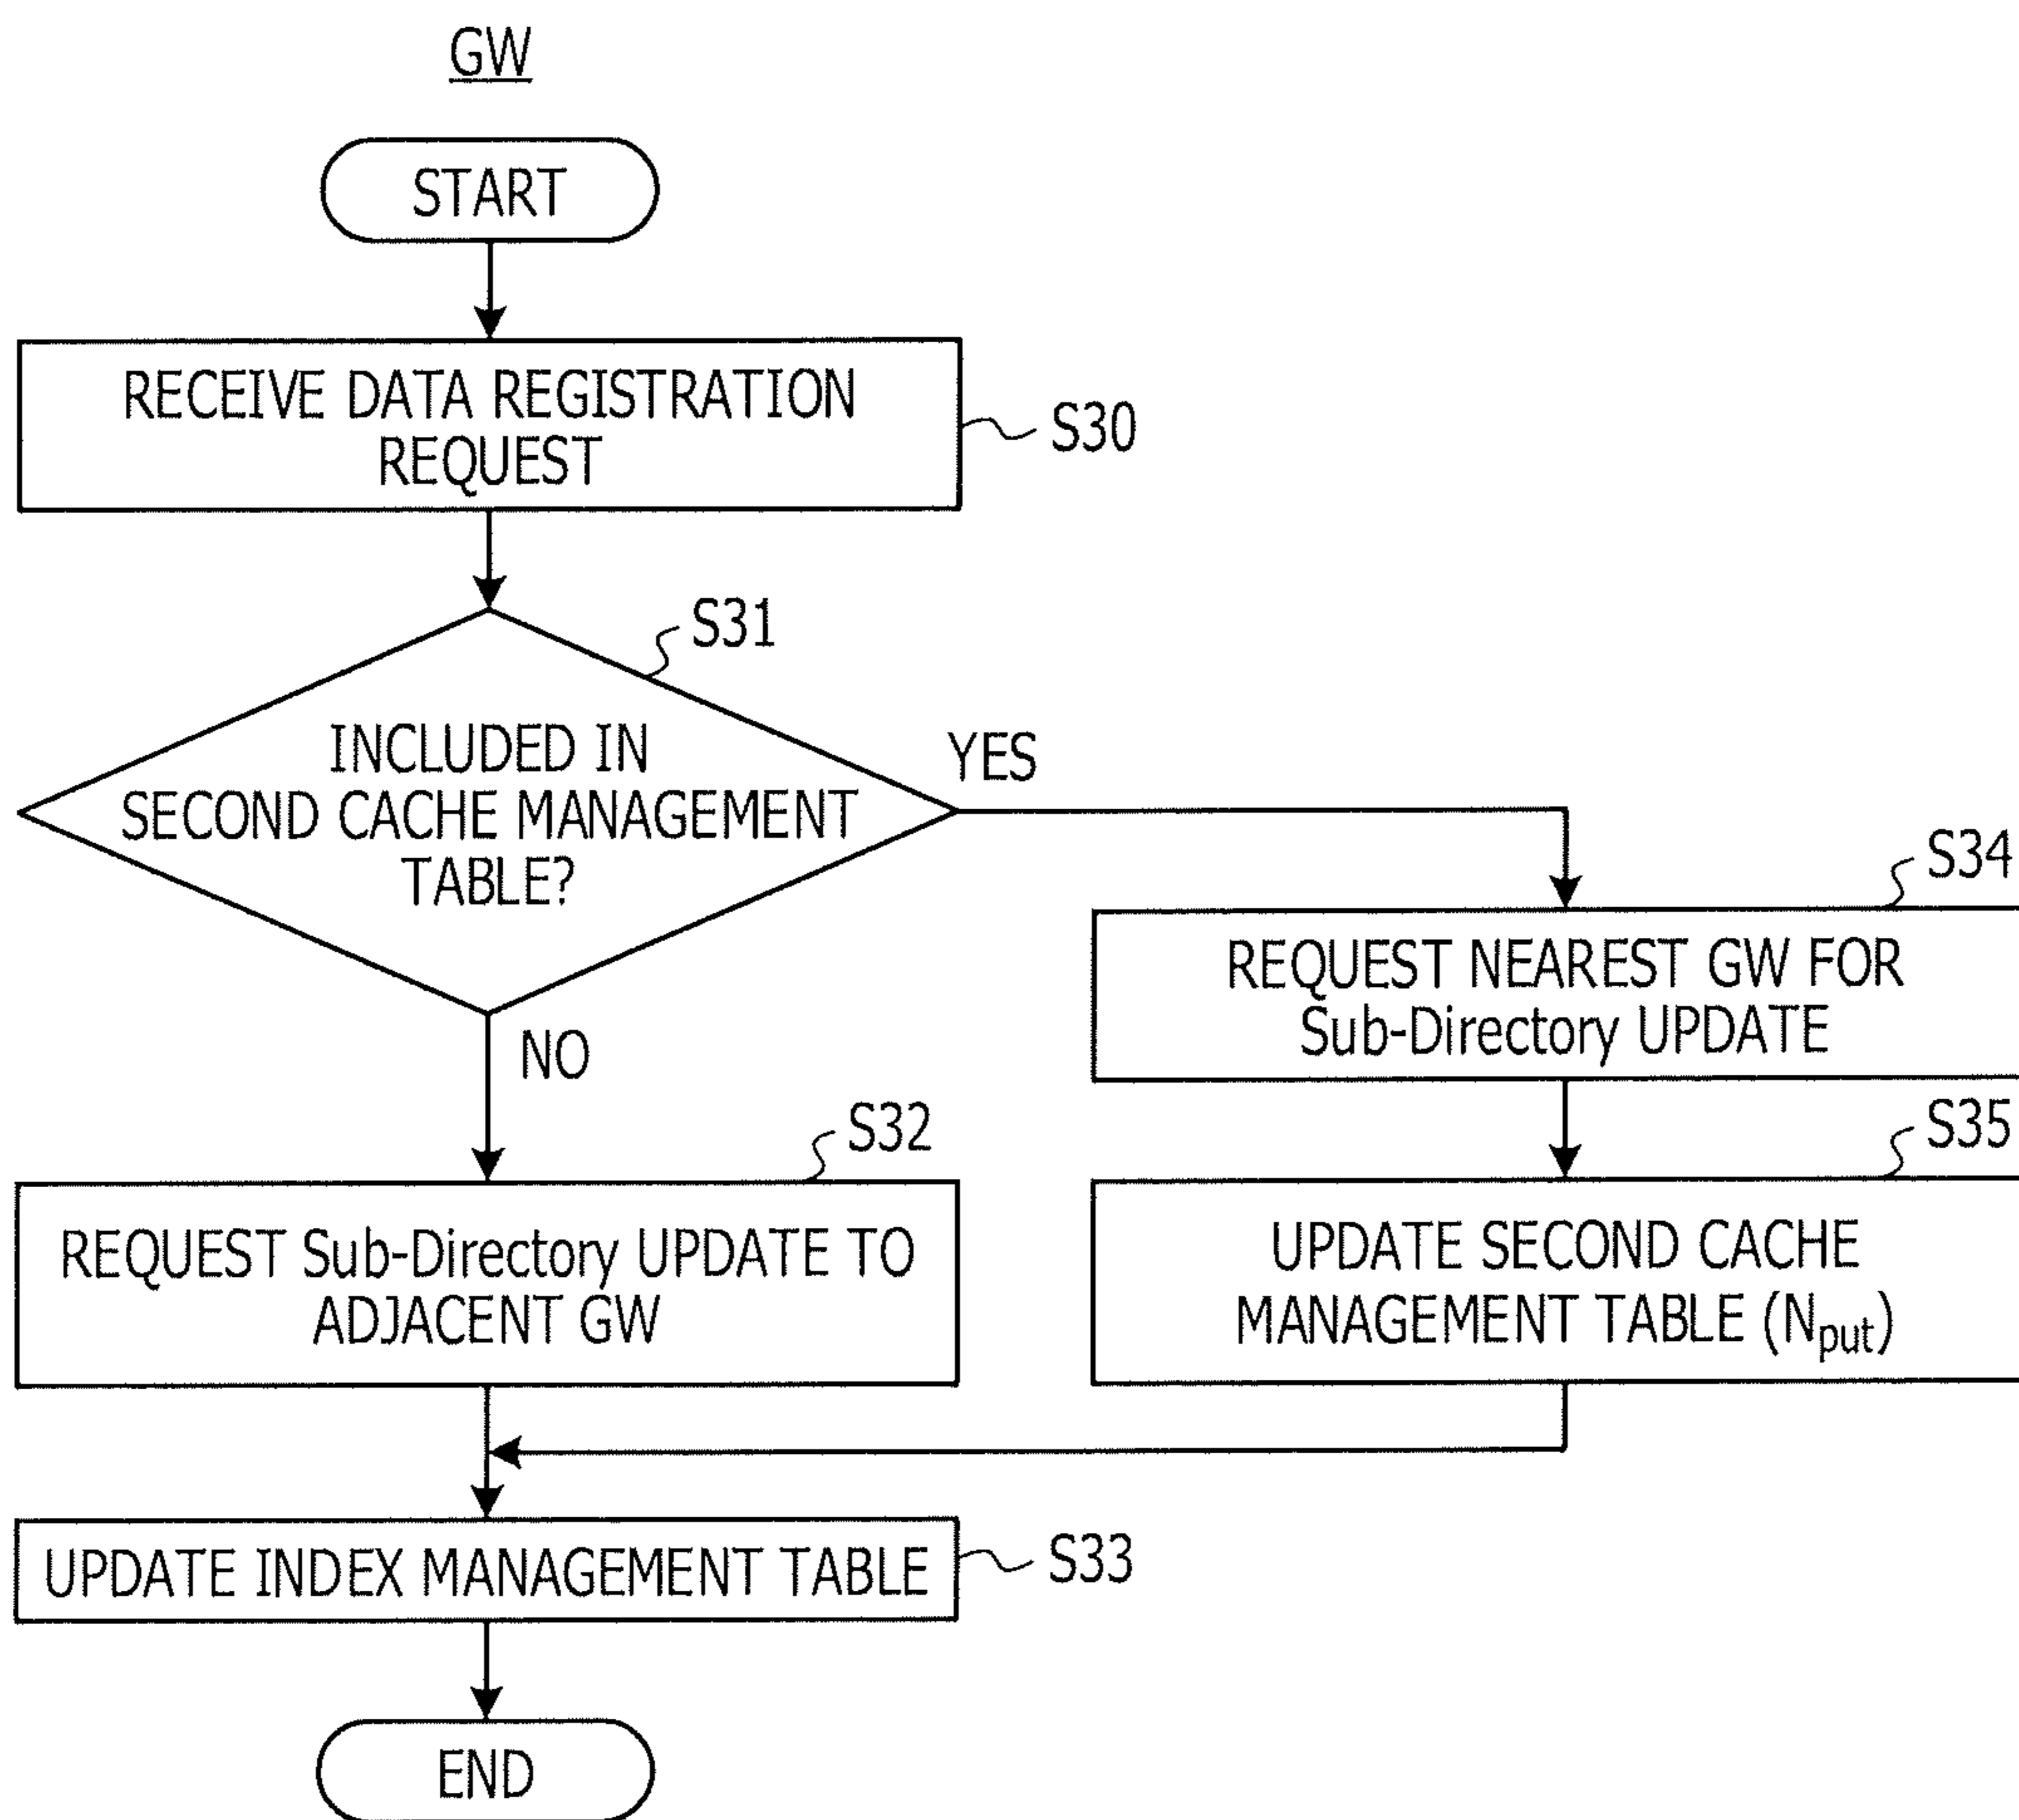 GW
START
RECEIVE DATA REGISTRATION
REQUEST
S30
S31
INCLUDED IN
SECOND CACHE MANAGEMENT
TABLE?
YES
NO
S34
REQUEST NEAREST GW FOR
Sub-Directory UPDATE
S32
REQUEST Sub-Directory UPDATE TO
ADJACENT GW
S35
UPDATE SECOND CACHE
MANAGEMENT TABLE (Nput)
UPDATE INDEX MANAGEMENT TABLE
S33
END